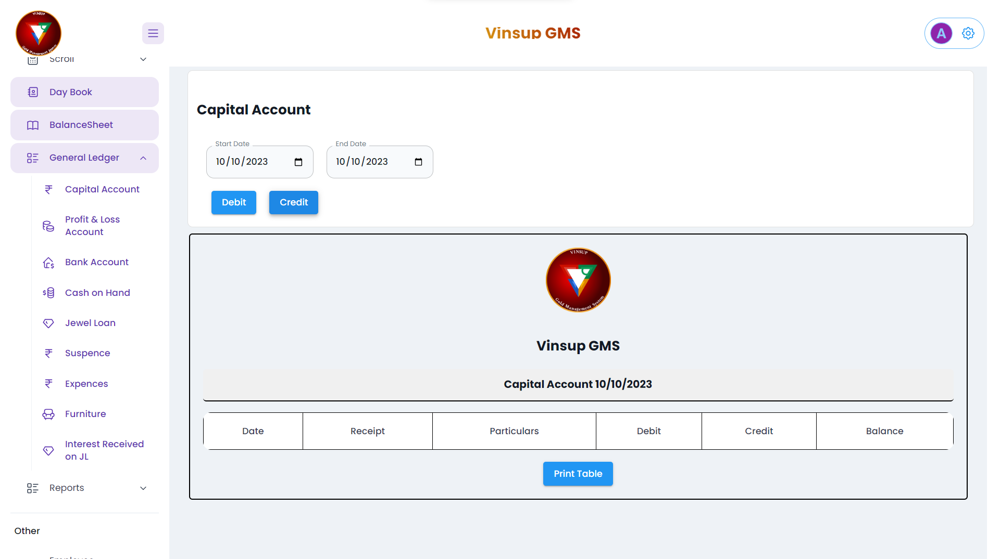 VINSUP
Gold Management System
Vinsup GMS
A
Scroll
Day Book
BalanceSheet
General Ledger
Capital Account
Profit & Loss
Account
Bank Account
Cash on Hand
Jewel Loan
Suspence
Expences
Furniture
Interest Received
on JL
Reports
Other
Employee
Capital Account
Start Date
10/10/2023
End Date
10/10/2023
Debit
Credit
VINSUP
Gold Management System
Vinsup GMS
Capital Account 10/10/2023
Date Receipt Particulars Debit Credit Balance
Print Table